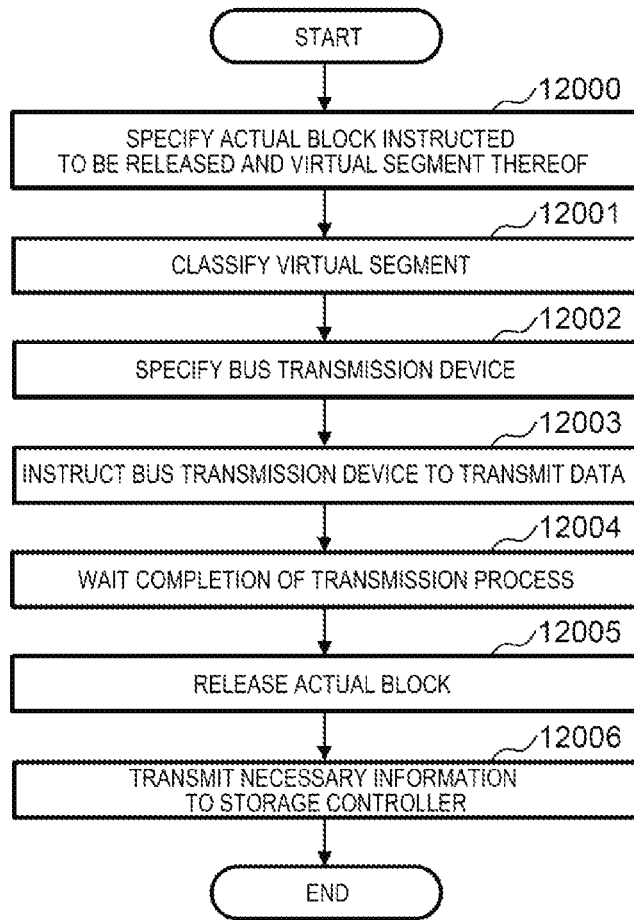 START
12000
SPECIFY ACTUAL BLOCK INSTRUCTED
TO BE RELEASED AND VIRTUAL SEGMENT THEREOF
12001
CLASSIFY VIRTUAL SEGMENT
12002
SPECIFY BUS TRANSMISSION DEVICE
12003
INSTRUCT BUS TRANSMISSION DEVICE TO TRANSMIT DATA
12004
WAIT COMPLETION OF TRANSMISSION PROCESS
12005
RELEASE ACTUAL BLOCK
12006
TRANSMIT NECESSARY INFORMATION
TO STORAGE CONTROLLER
END